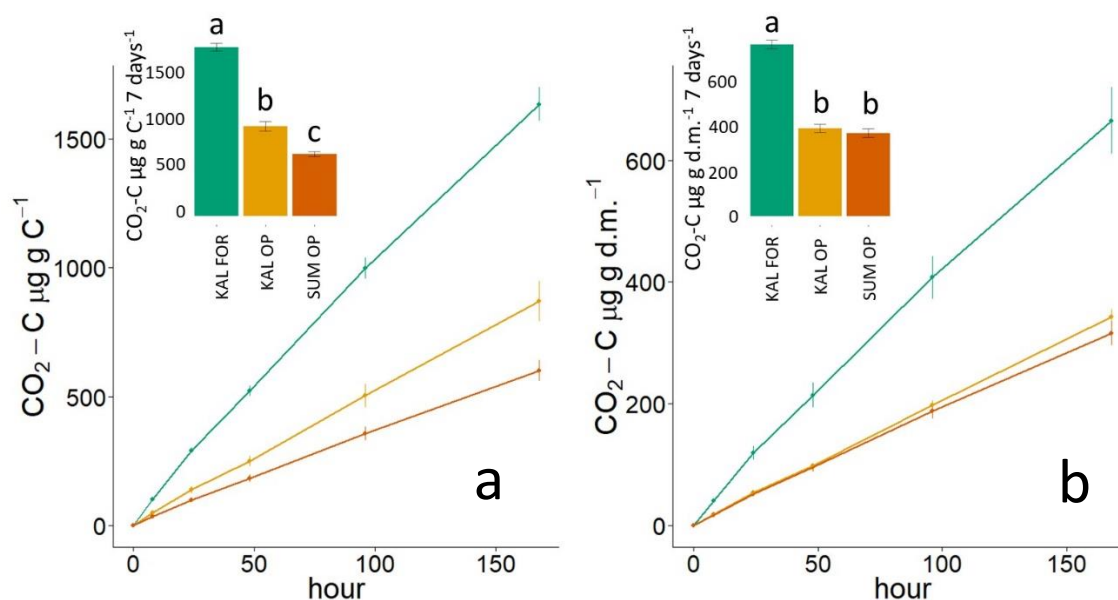 CO₂-C µg g C⁻¹ 7 days⁻¹
1500
1000
500
0
a
b
c
KAL FOR
KAL OP
SUM OP
CO₂ – C µg g C⁻¹
1500
1000
500
0
0 50 100 150
hour
a
CO₂-C µg g d.m.⁻¹ 7 days⁻¹
600
400
200
0
a
b
b
KAL FOR
KAL OP
SUM OP
CO₂ – C µg g d.m.⁻¹
600
400
200
0
0 50 100 150
hour
b